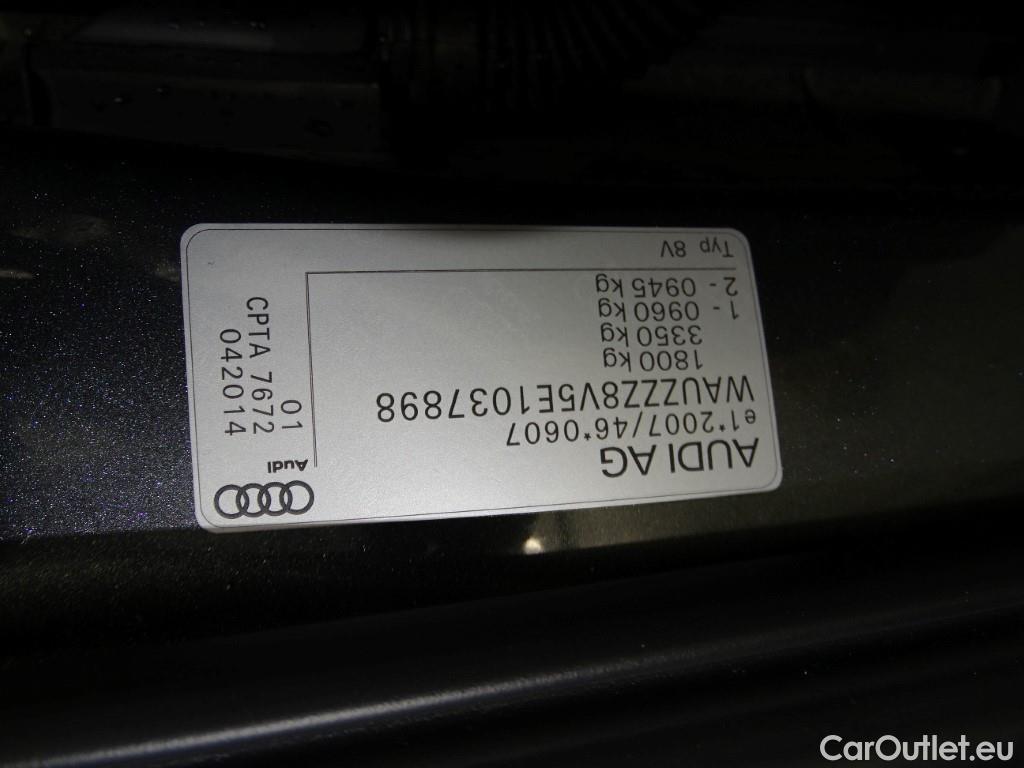 AUDI AG
e1*2007/46*0607
WAUZZZ8V5E1037898
1800 kg
3350 kg
1 - 0960 kg
2 - 0945 kg
Typ 8V
Audi
01
CPTA 7672
042014
CarOutlet.eu